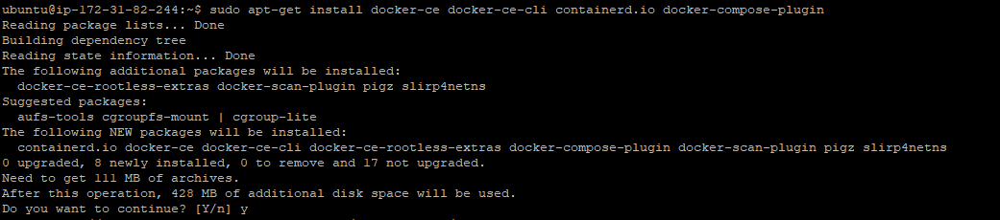 ubuntu@ip-172-31-82-244:~$ sudo apt-get install docker-ce docker-ce-cli containerd.io docker-compose-plugin
Reading package lists... Done
Building dependency tree
Reading state information... Done
The following additional packages will be installed:
  docker-ce-rootless-extras docker-scan-plugin pigz slirp4netns
Suggested packages:
  aufs-tools cgroupfs-mount | cgroup-lite
The following NEW packages will be installed:
  containerd.io docker-ce docker-ce-cli docker-ce-rootless-extras docker-compose-plugin docker-scan-plugin pigz slirp4netns
0 upgraded, 8 newly installed, 0 to remove and 17 not upgraded.
Need to get 111 MB of archives.
After this operation, 428 MB of additional disk space will be used.
Do you want to continue? [Y/n] y